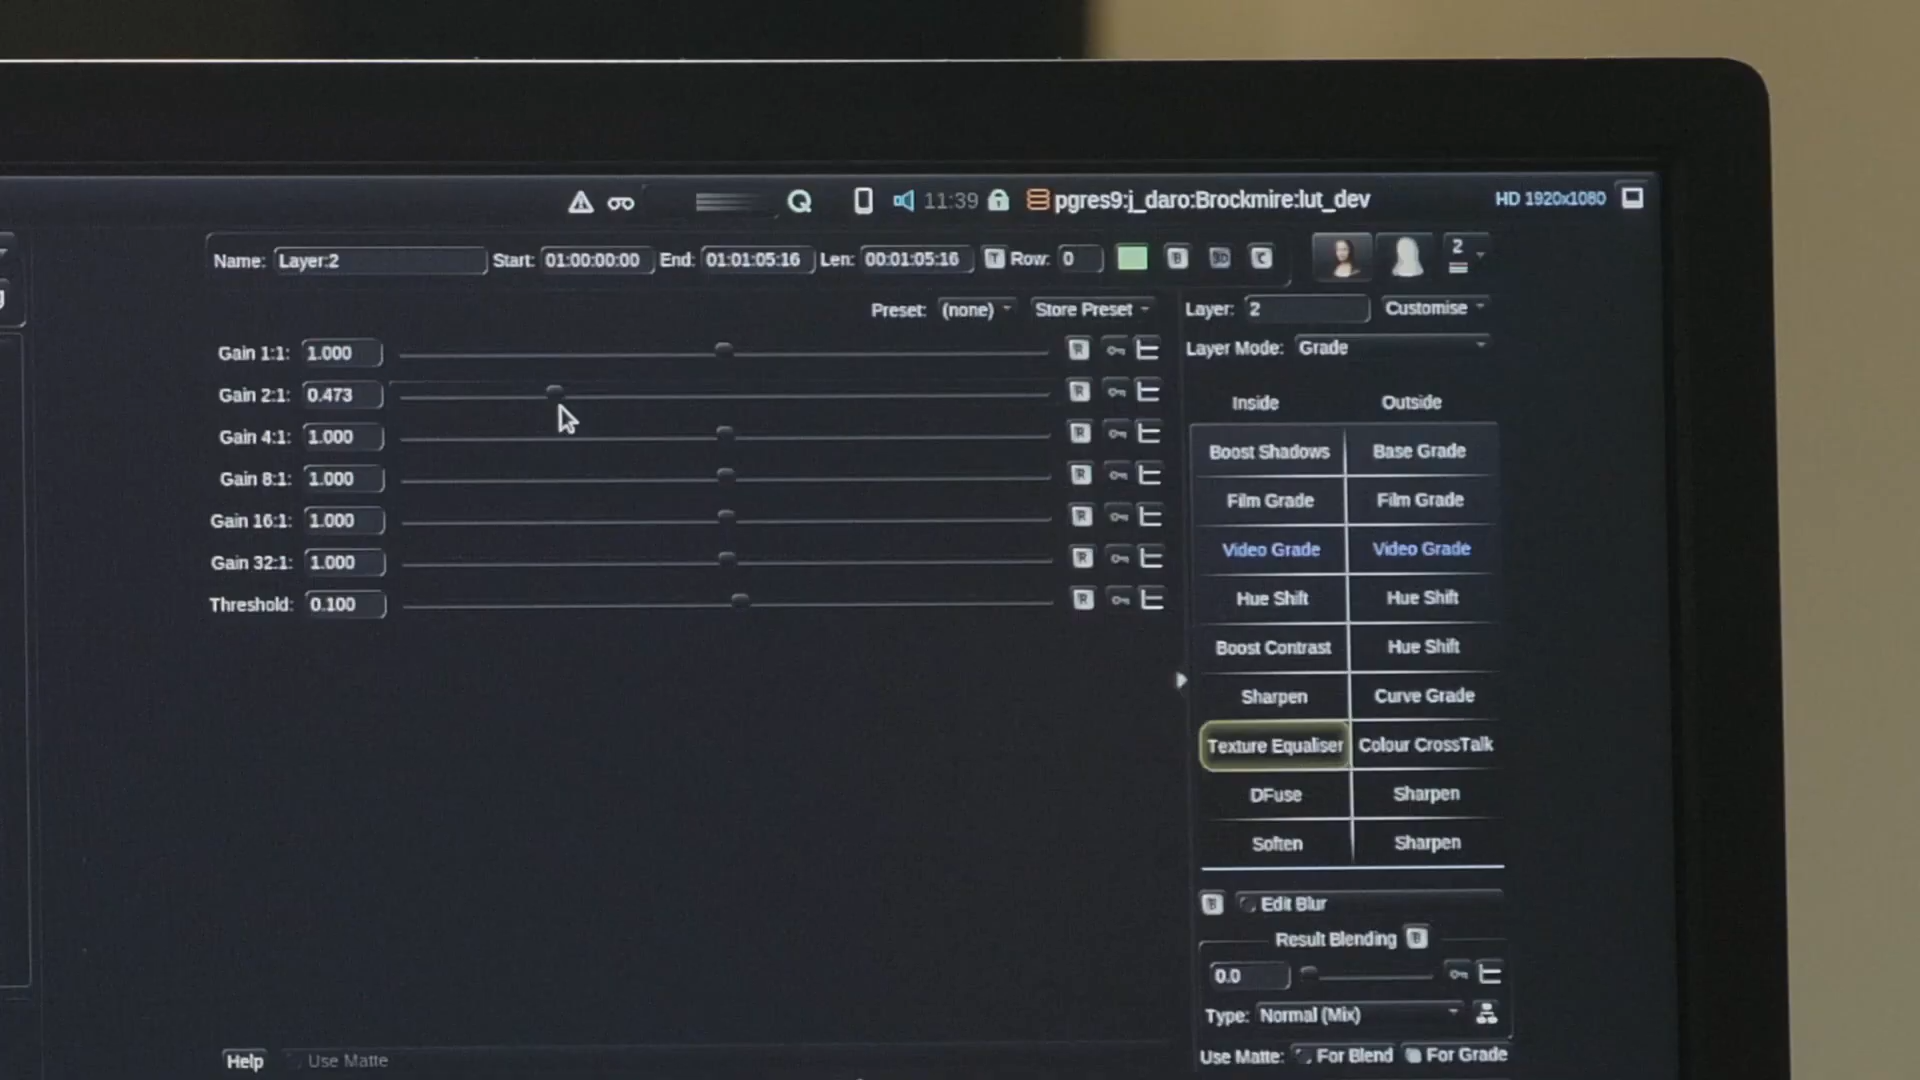 11:39 pgres9:j_daro:Brockmire:lut_dev HD 1920x1080
Name: Layer:2 Start: 01:00:00:00 End: 01:01:05:16 Len: 00:01:05:16 T Row: 0 B 3D C 2
Preset: (none) Store Preset Layer: 2 Customise
Layer Mode: Grade
Gain 1:1: 1.000 R
Gain 2:1: 0.473 R
Gain 4:1: 1.000 R
Gain 8:1: 1.000 R
Gain 16:1: 1.000 R
Gain 32:1: 1.000 R
Threshold: 0.100 R
Inside Outside
Boost Shadows Base Grade
Film Grade Film Grade
Video Grade Video Grade
Hue Shift Hue Shift
Boost Contrast Hue Shift
Sharpen Curve Grade
Texture Equaliser Colour CrossTalk
DFuse Sharpen
Soften Sharpen
B Edit Blur
Result Blending B
0.0
Type: Normal (Mix)
Use Matte: For Blend For Grade
Help Use Matte